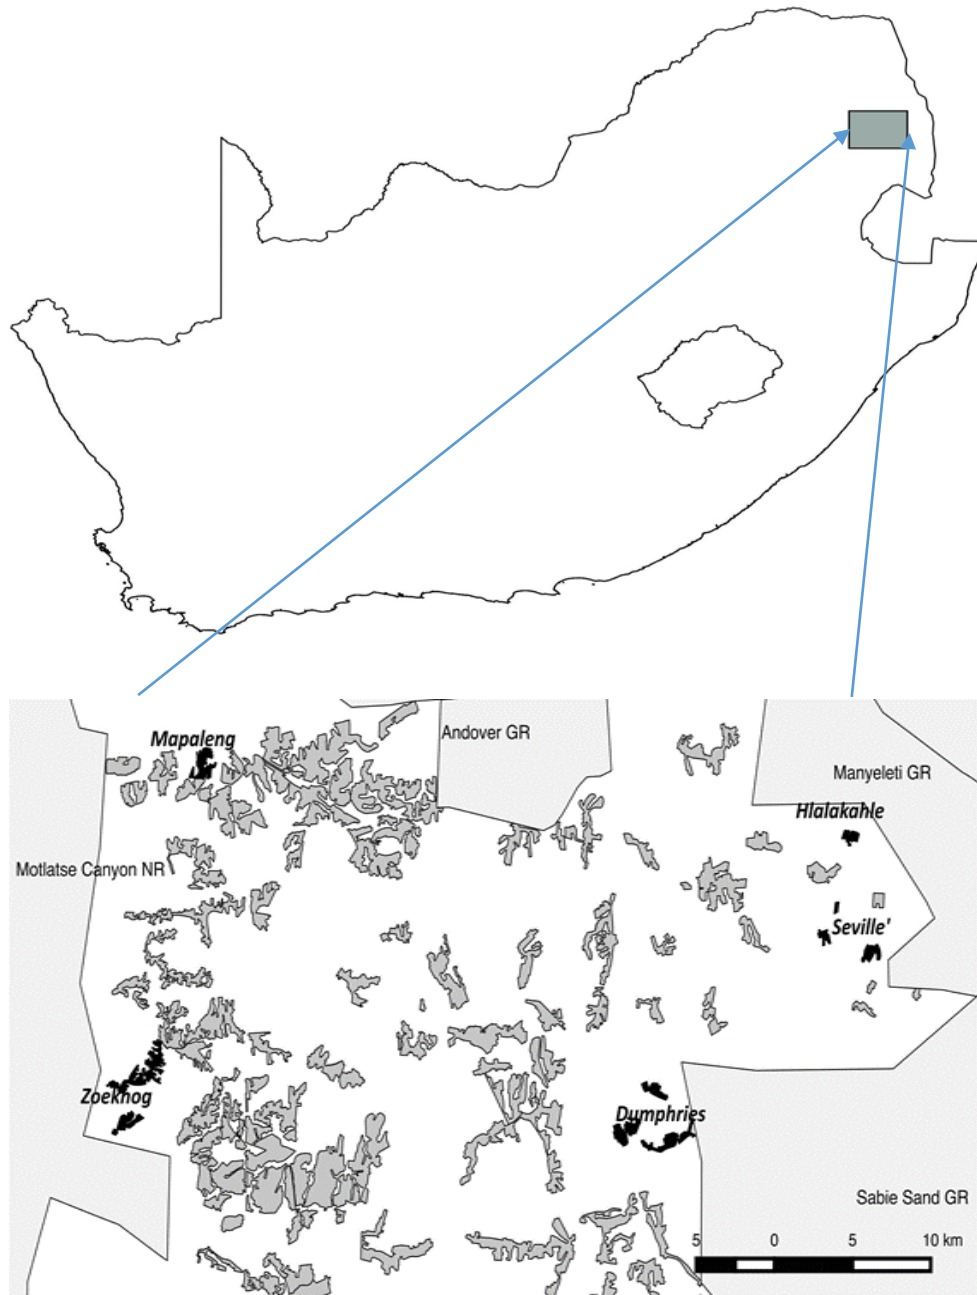 Mapaleng
Andover GR
Manyeleti GR
Hlalakahle
Motlatse Canyon NR
Seville'
Zoeknog
Dumphries
Sabie Sand GR
5 0 5 10 km